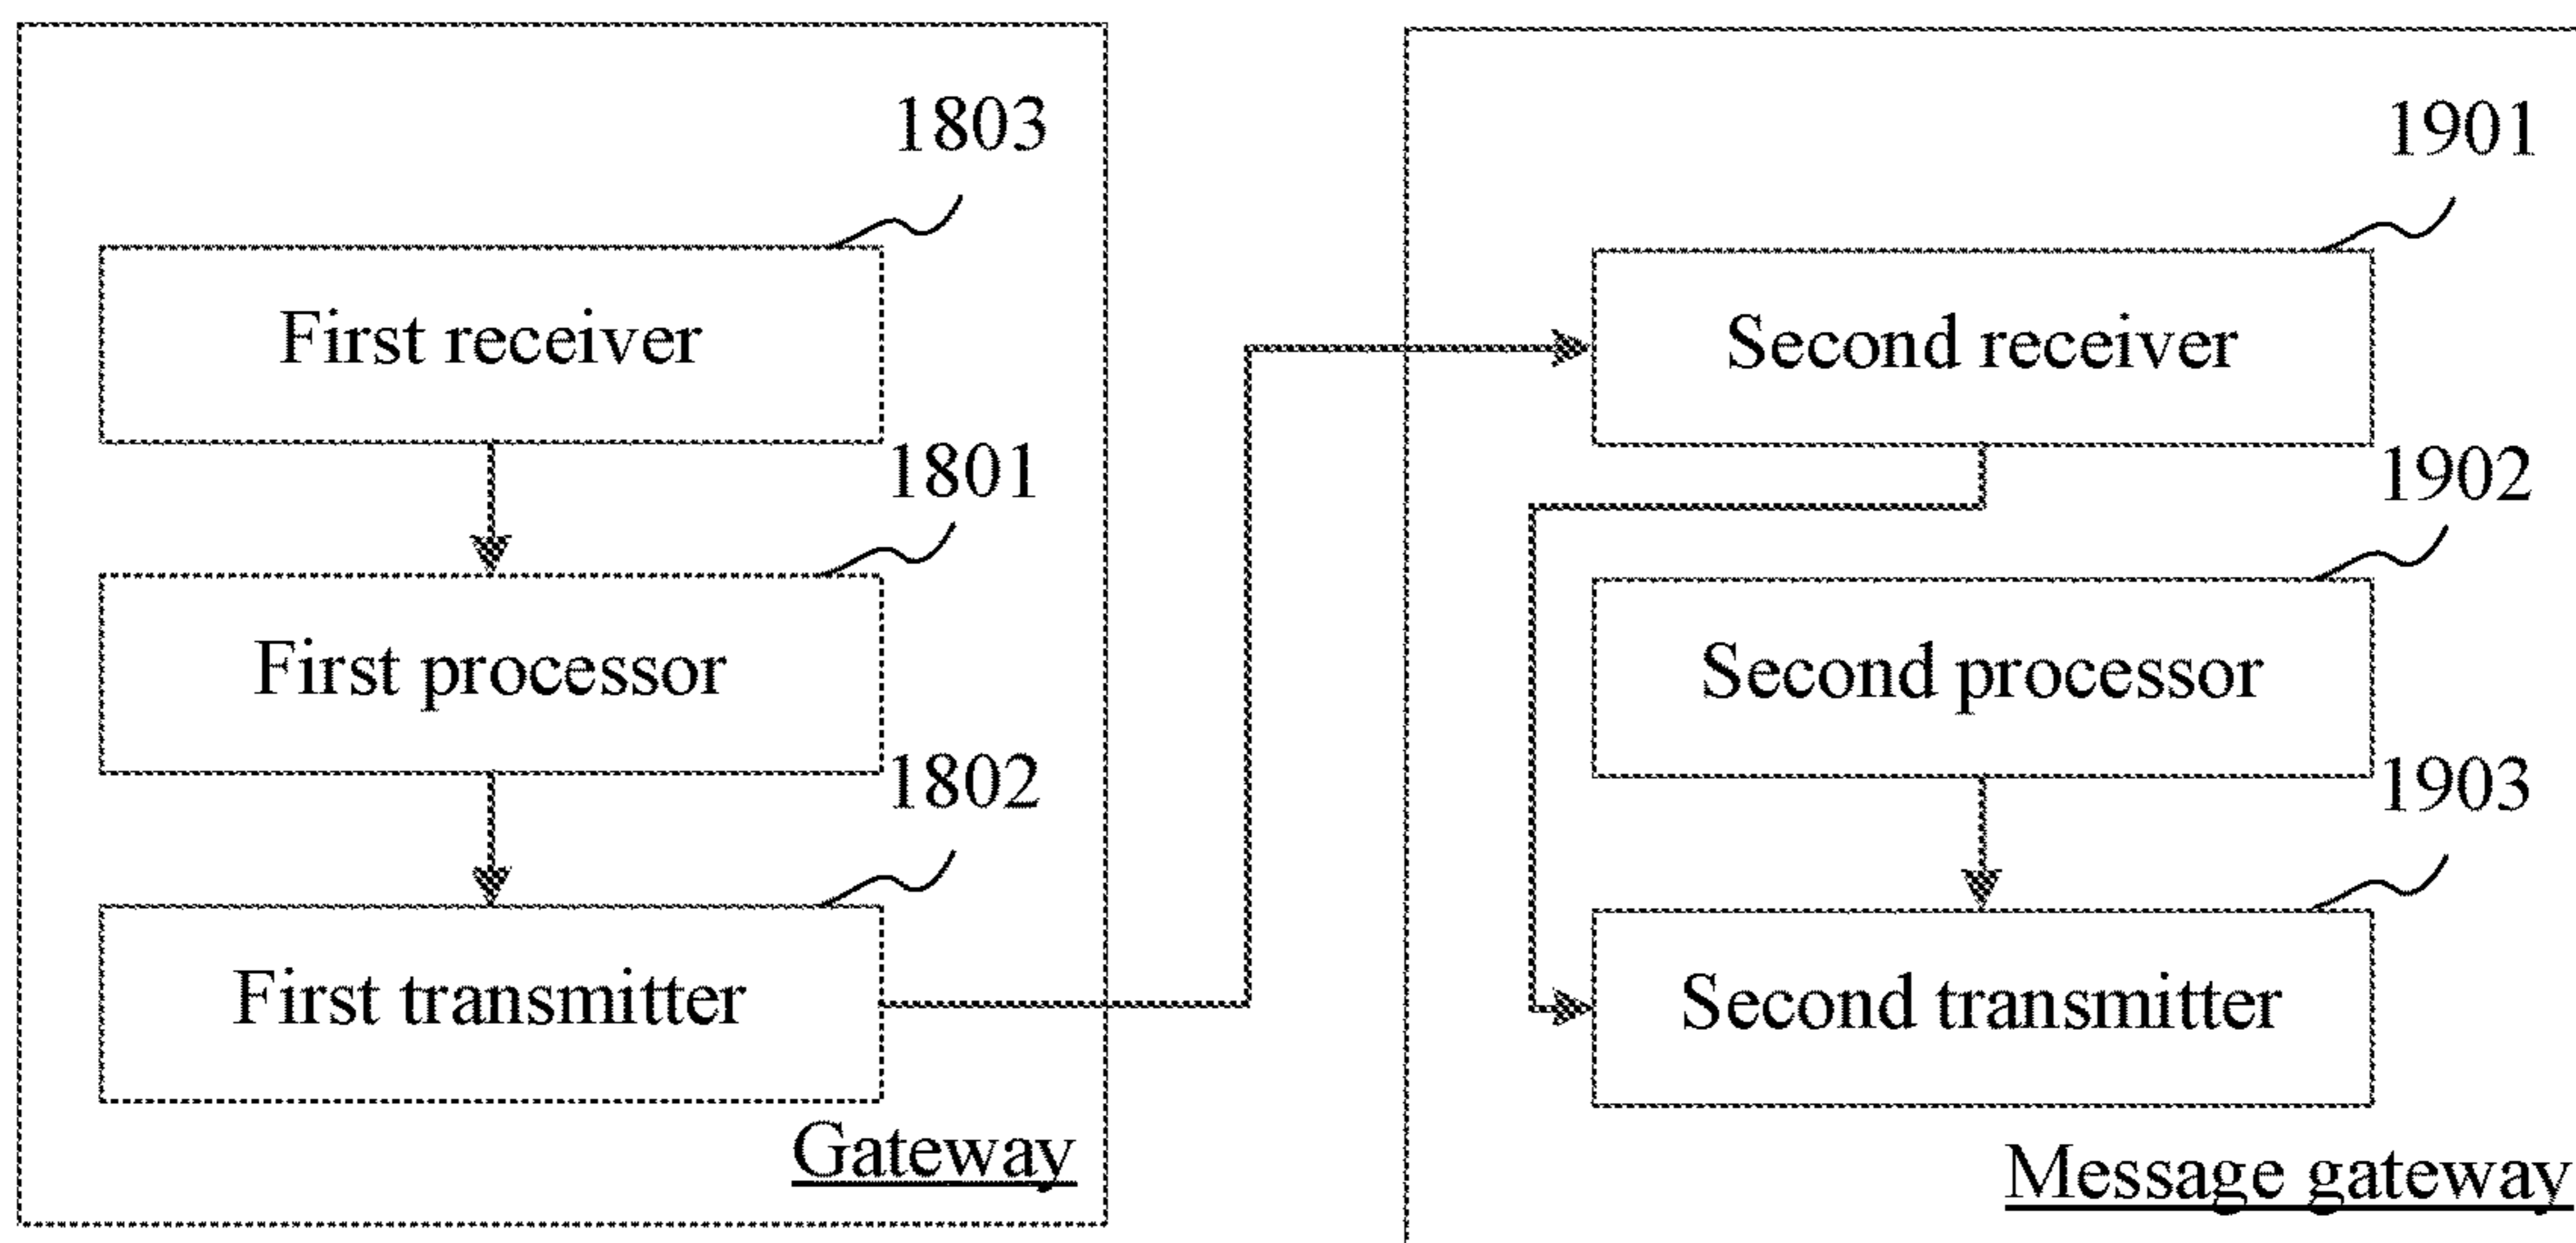 1803
First receiver
1801
First processor
1802
First transmitter
Gateway
1901
Second receiver
1902
Second processor
1903
Second transmitter
Message gateway